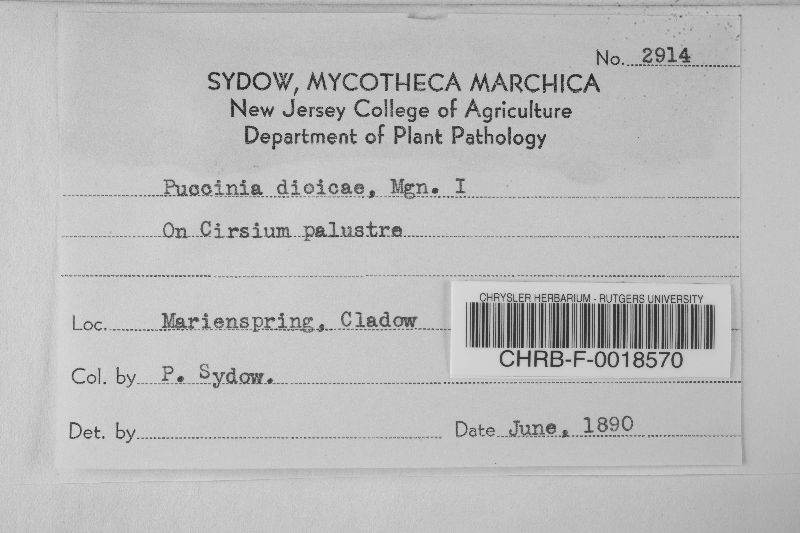 No. 2914
SYDOW, MYCOTHECA MARCHICA
New Jersey College of Agriculture
Department of Plant Pathology
Puccinia dioicae, Mgn. I
On Cirsium palustre
CHRYSLER HERBARIUM - RUTGERS UNIVERSITY
CHRB-F-0018570
Loc. Marienspring, Cladow
Col. by P. Sydow.
Det. by
Date June, 1890